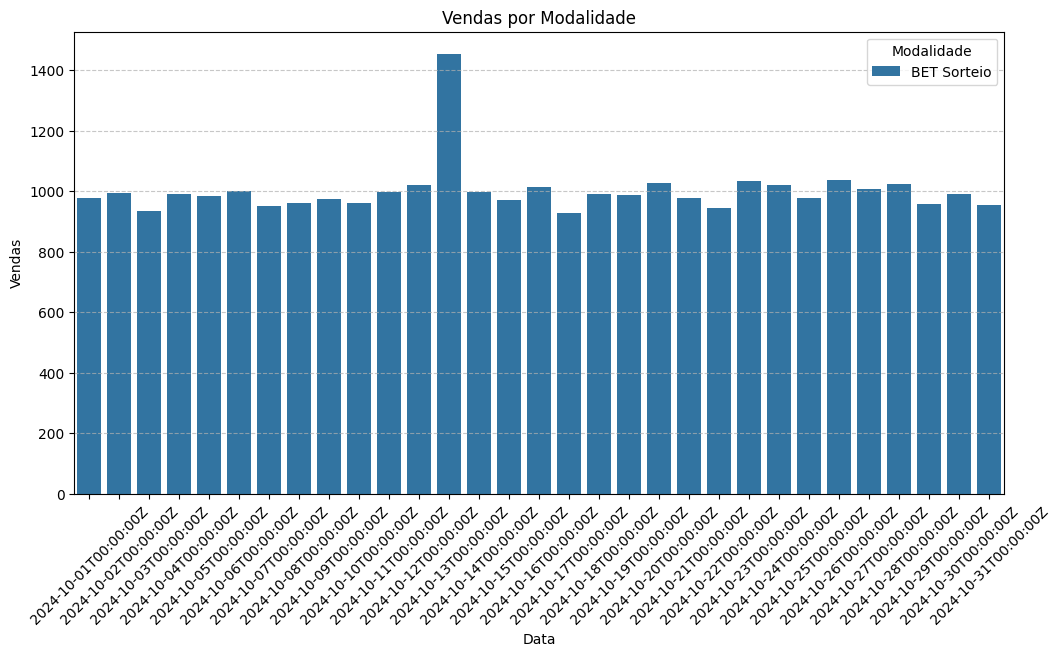 Vendas por Modalidade
Modalidade
BET Sorteio
1400
1200
1000
800
600
400
200
0
Vendas
2024-10-01T00:00:00Z
2024-10-02T00:00:00Z
2024-10-03T00:00:00Z
2024-10-04T00:00:00Z
2024-10-05T00:00:00Z
2024-10-06T00:00:00Z
2024-10-07T00:00:00Z
2024-10-08T00:00:00Z
2024-10-09T00:00:00Z
2024-10-10T00:00:00Z
2024-10-11T00:00:00Z
2024-10-12T00:00:00Z
2024-10-13T00:00:00Z
2024-10-14T00:00:00Z
2024-10-15T00:00:00Z
2024-10-16T00:00:00Z
2024-10-17T00:00:00Z
2024-10-18T00:00:00Z
2024-10-19T00:00:00Z
2024-10-20T00:00:00Z
2024-10-21T00:00:00Z
2024-10-22T00:00:00Z
2024-10-23T00:00:00Z
2024-10-24T00:00:00Z
2024-10-25T00:00:00Z
2024-10-26T00:00:00Z
2024-10-27T00:00:00Z
2024-10-28T00:00:00Z
2024-10-29T00:00:00Z
2024-10-30T00:00:00Z
2024-10-31T00:00:00Z
Data